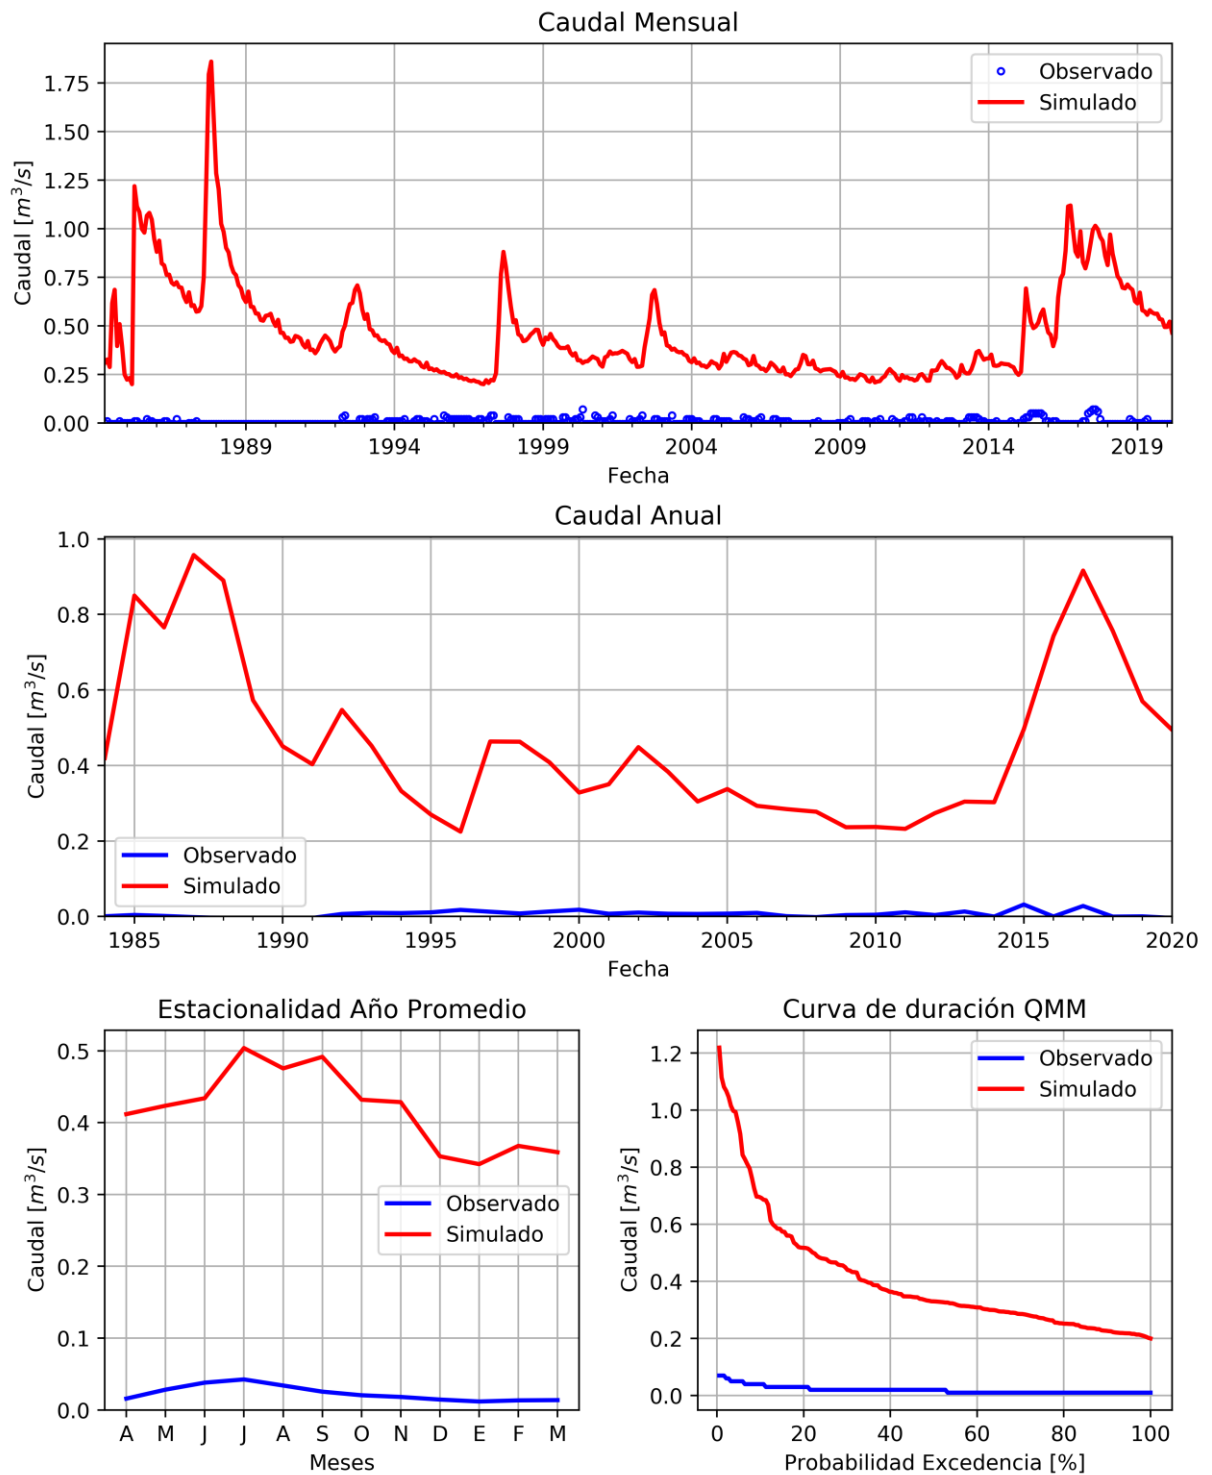 Caudal Mensual
Caudal [m³/s]
1.75
1.50
1.25
1.00
0.75
0.50
0.25
0.00
Observado
Simulado
1989 1994 1999 2004 2009 2014 2019
Fecha
Caudal Anual
Caudal [m³/s]
1.0
0.8
0.6
0.4
0.2
0.0
Observado
Simulado
1985 1990 1995 2000 2005 2010 2015 2020
Fecha
Estacionalidad Año Promedio
Caudal [m³/s]
0.5
0.4
0.3
0.2
0.1
0.0
Observado
Simulado
A M J J A S O N D E F M
Meses
Curva de duración QMM
Caudal [m³/s]
1.2
1.0
0.8
0.6
0.4
0.2
0.0
Observado
Simulado
0 20 40 60 80 100
Probabilidad Excedencia [%]